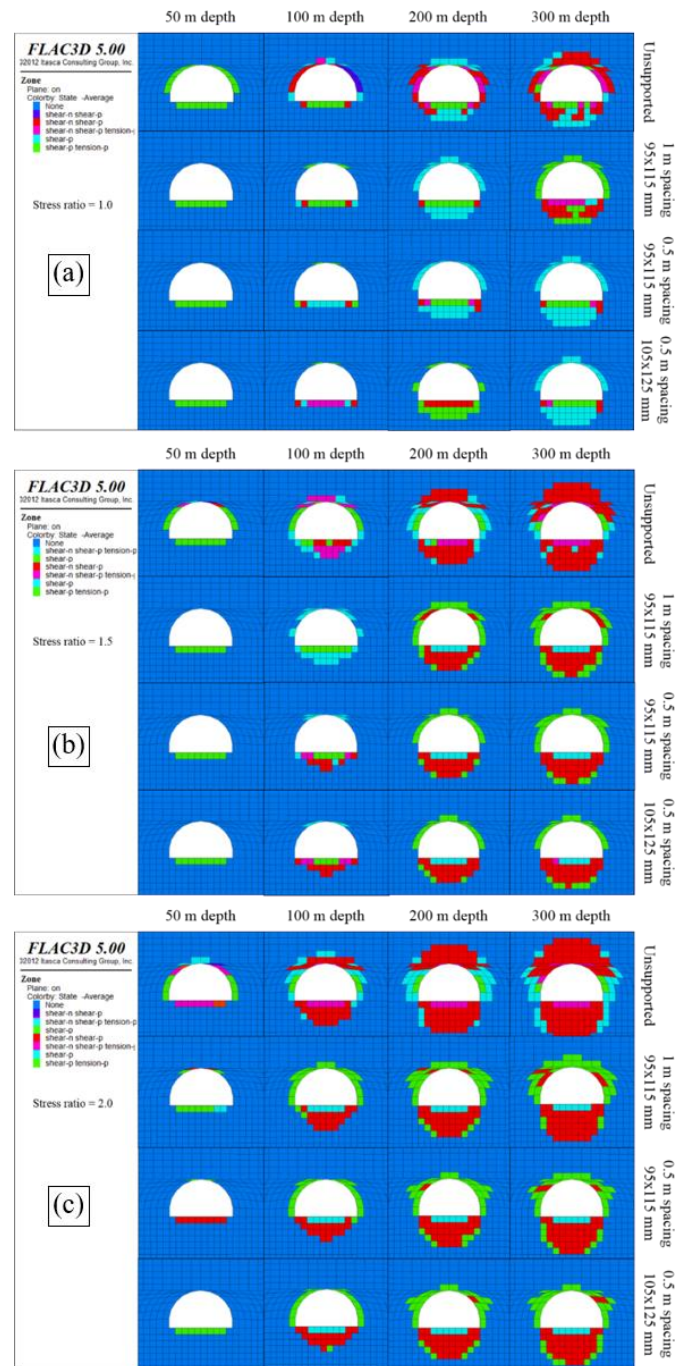 50 m depth 100 m depth 200 m depth 300 m depth
FLAC3D 5.00
Itasca Consulting Group, Inc.
Zone
Plane: on
Colorby: State -Average
None
shear-n shear-p
shear-n shear-p
shear-n shear-p tension-p
shear-p
shear-p tension-p
Stress ratio = 1.0
(a)
Unsupported
1 m spacing
95x115 mm
0.5 m spacing
95x115 mm
0.5 m spacing
105x125 mm
50 m depth 100 m depth 200 m depth 300 m depth
FLAC3D 5.00
Itasca Consulting Group, Inc.
Zone
Plane: on
Colorby: State -Average
None
shear-n shear-p tension-p
shear-p
shear-n shear-p
shear-n shear-p tension-
shear-p
shear-p tension-p
Stress ratio = 1.5
(b)
Unsupported
1 m spacing
95x115 mm
0.5 m spacing
95x115 mm
0.5 m spacing
105x125 mm
50 m depth 100 m depth 200 m depth 300 m depth
FLAC3D 5.00
Itasca Consulting Group, Inc.
Zone
Plane: on
Colorby: State -Average
None
shear-n shear-p
shear-n shear-p tension-p
shear-p
shear-n shear-p
shear-n shear-p tension-
shear-p
shear-p tension-p
Stress ratio = 2.0
(c)
Unsupported
1 m spacing
95x115 mm
0.5 m spacing
95x115 mm
0.5 m spacing
105x125 mm